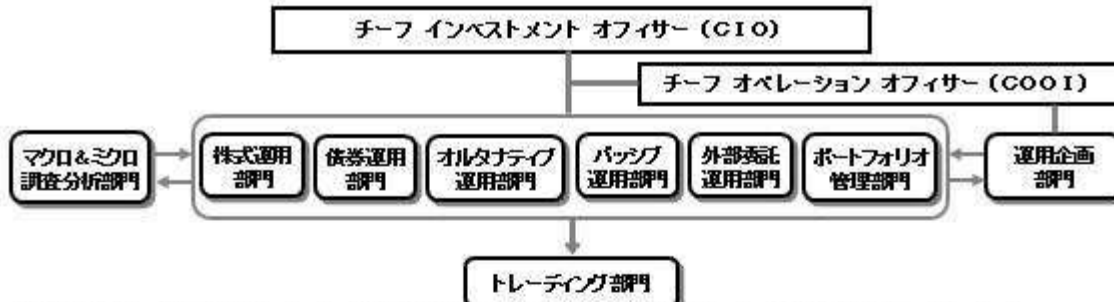 チーフ インベストメント オフィサー (CIO)
チーフ オペレーション オフィサー (COOI)
マクロ&ミクロ
調査分析部門
株式運用
部門
債券運用
部門
オルタナティブ
運用部門
パッシブ
運用部門
外部委託
運用部門
ポートフォリオ
管理部門
運用企画
部門
トレーディング部門